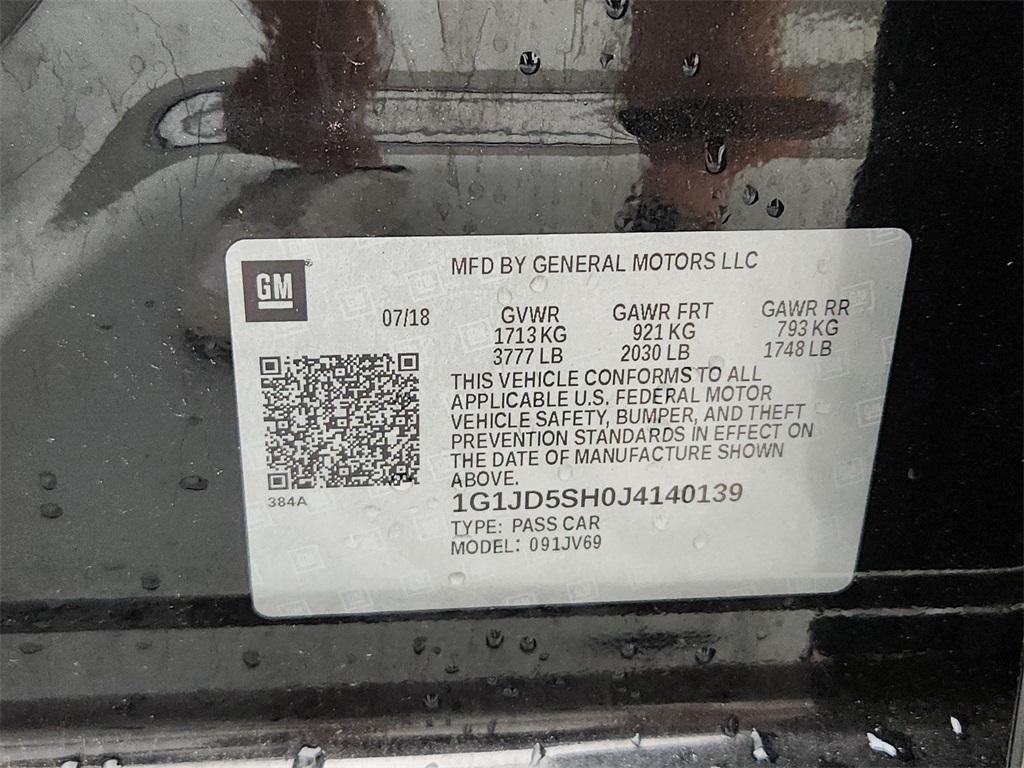 GM
MFD BY GENERAL MOTORS LLC
07/18
GVWR GAWR FRT GAWR RR
1713 KG 921 KG 793 KG
3777 LB 2030 LB 1748 LB
THIS VEHICLE CONFORMS TO ALL
APPLICABLE U.S. FEDERAL MOTOR
VEHICLE SAFETY, BUMPER, AND THEFT
PREVENTION STANDARDS IN EFFECT ON
THE DATE OF MANUFACTURE SHOWN
ABOVE.
384A
1G1JD5SH0J4140139
TYPE: PASS CAR
MODEL: 091JV69